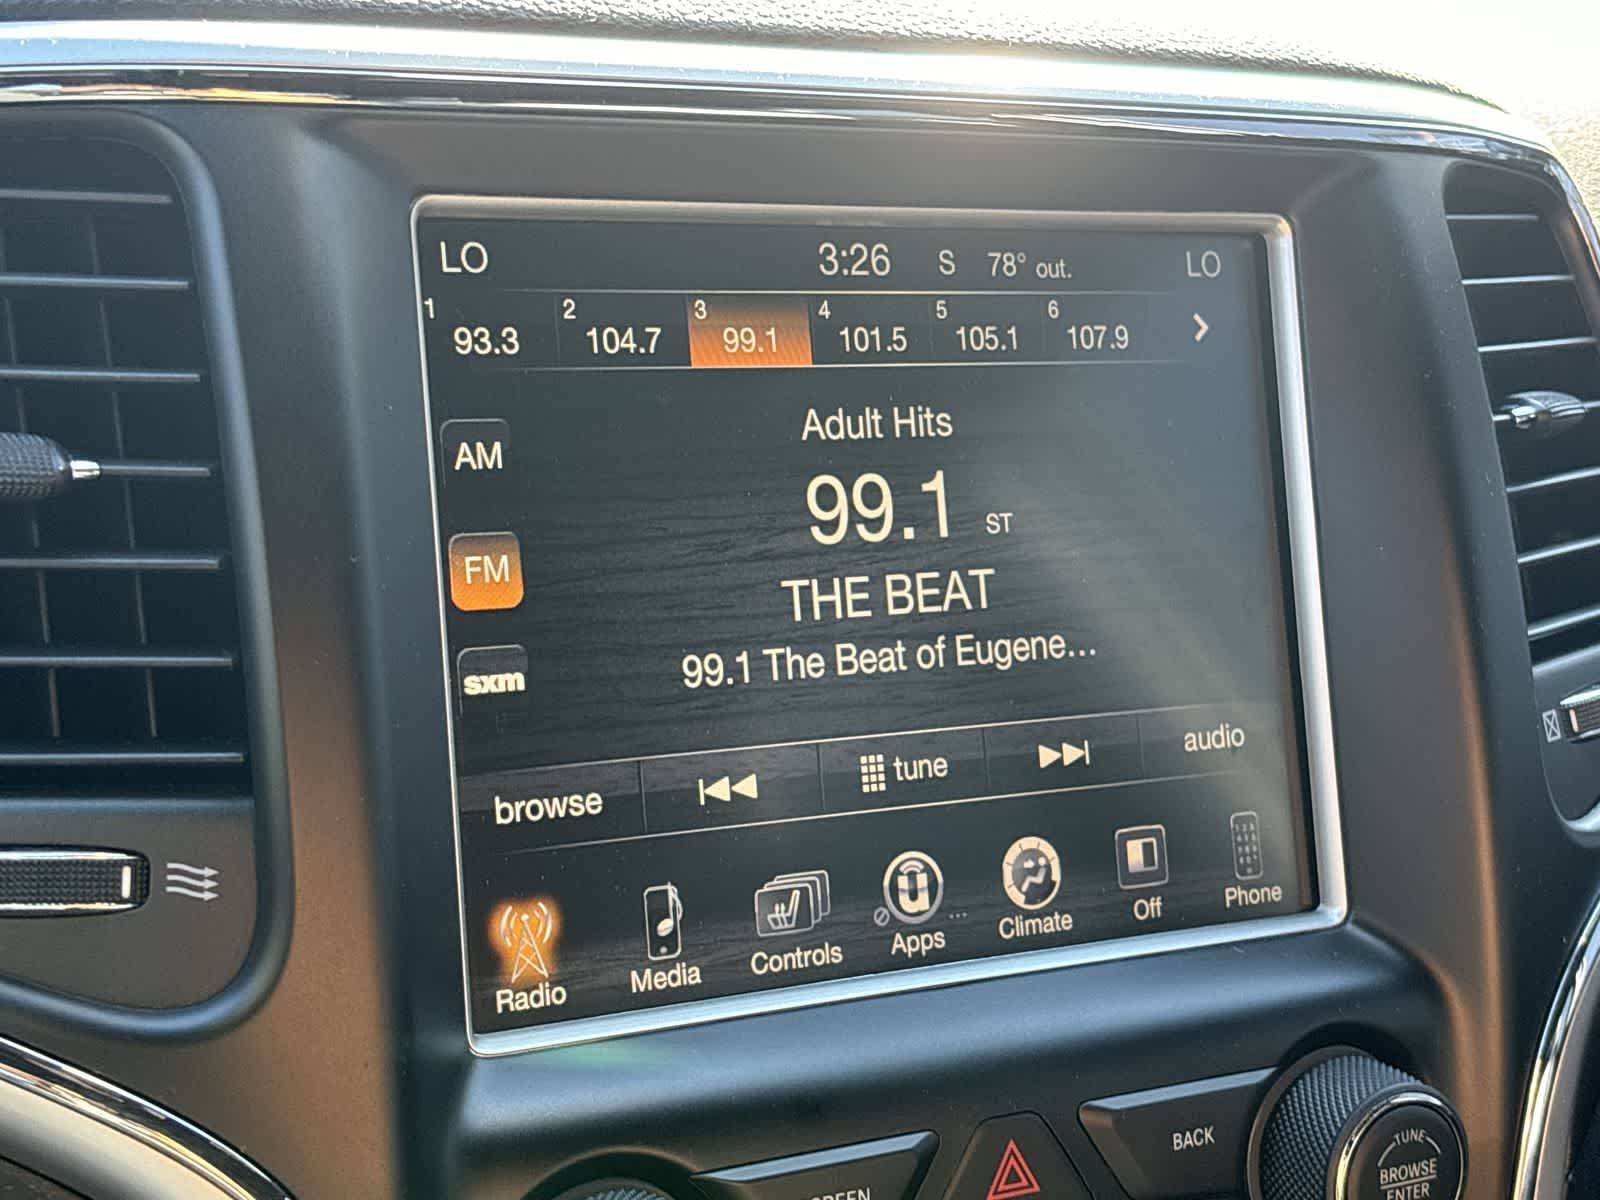 LO 3:26 S 78° out. LO
1 93.3 2 104.7 3 99.1 4 101.5 5 105.1 6 107.9
Adult Hits
AM
99.1 ST
FM
THE BEAT
99.1 The Beat of Eugene...
sxm
browse tune audio
Radio Media Controls Apps Climate Off Phone
BACK
TUNE
BROWSE
ENTER